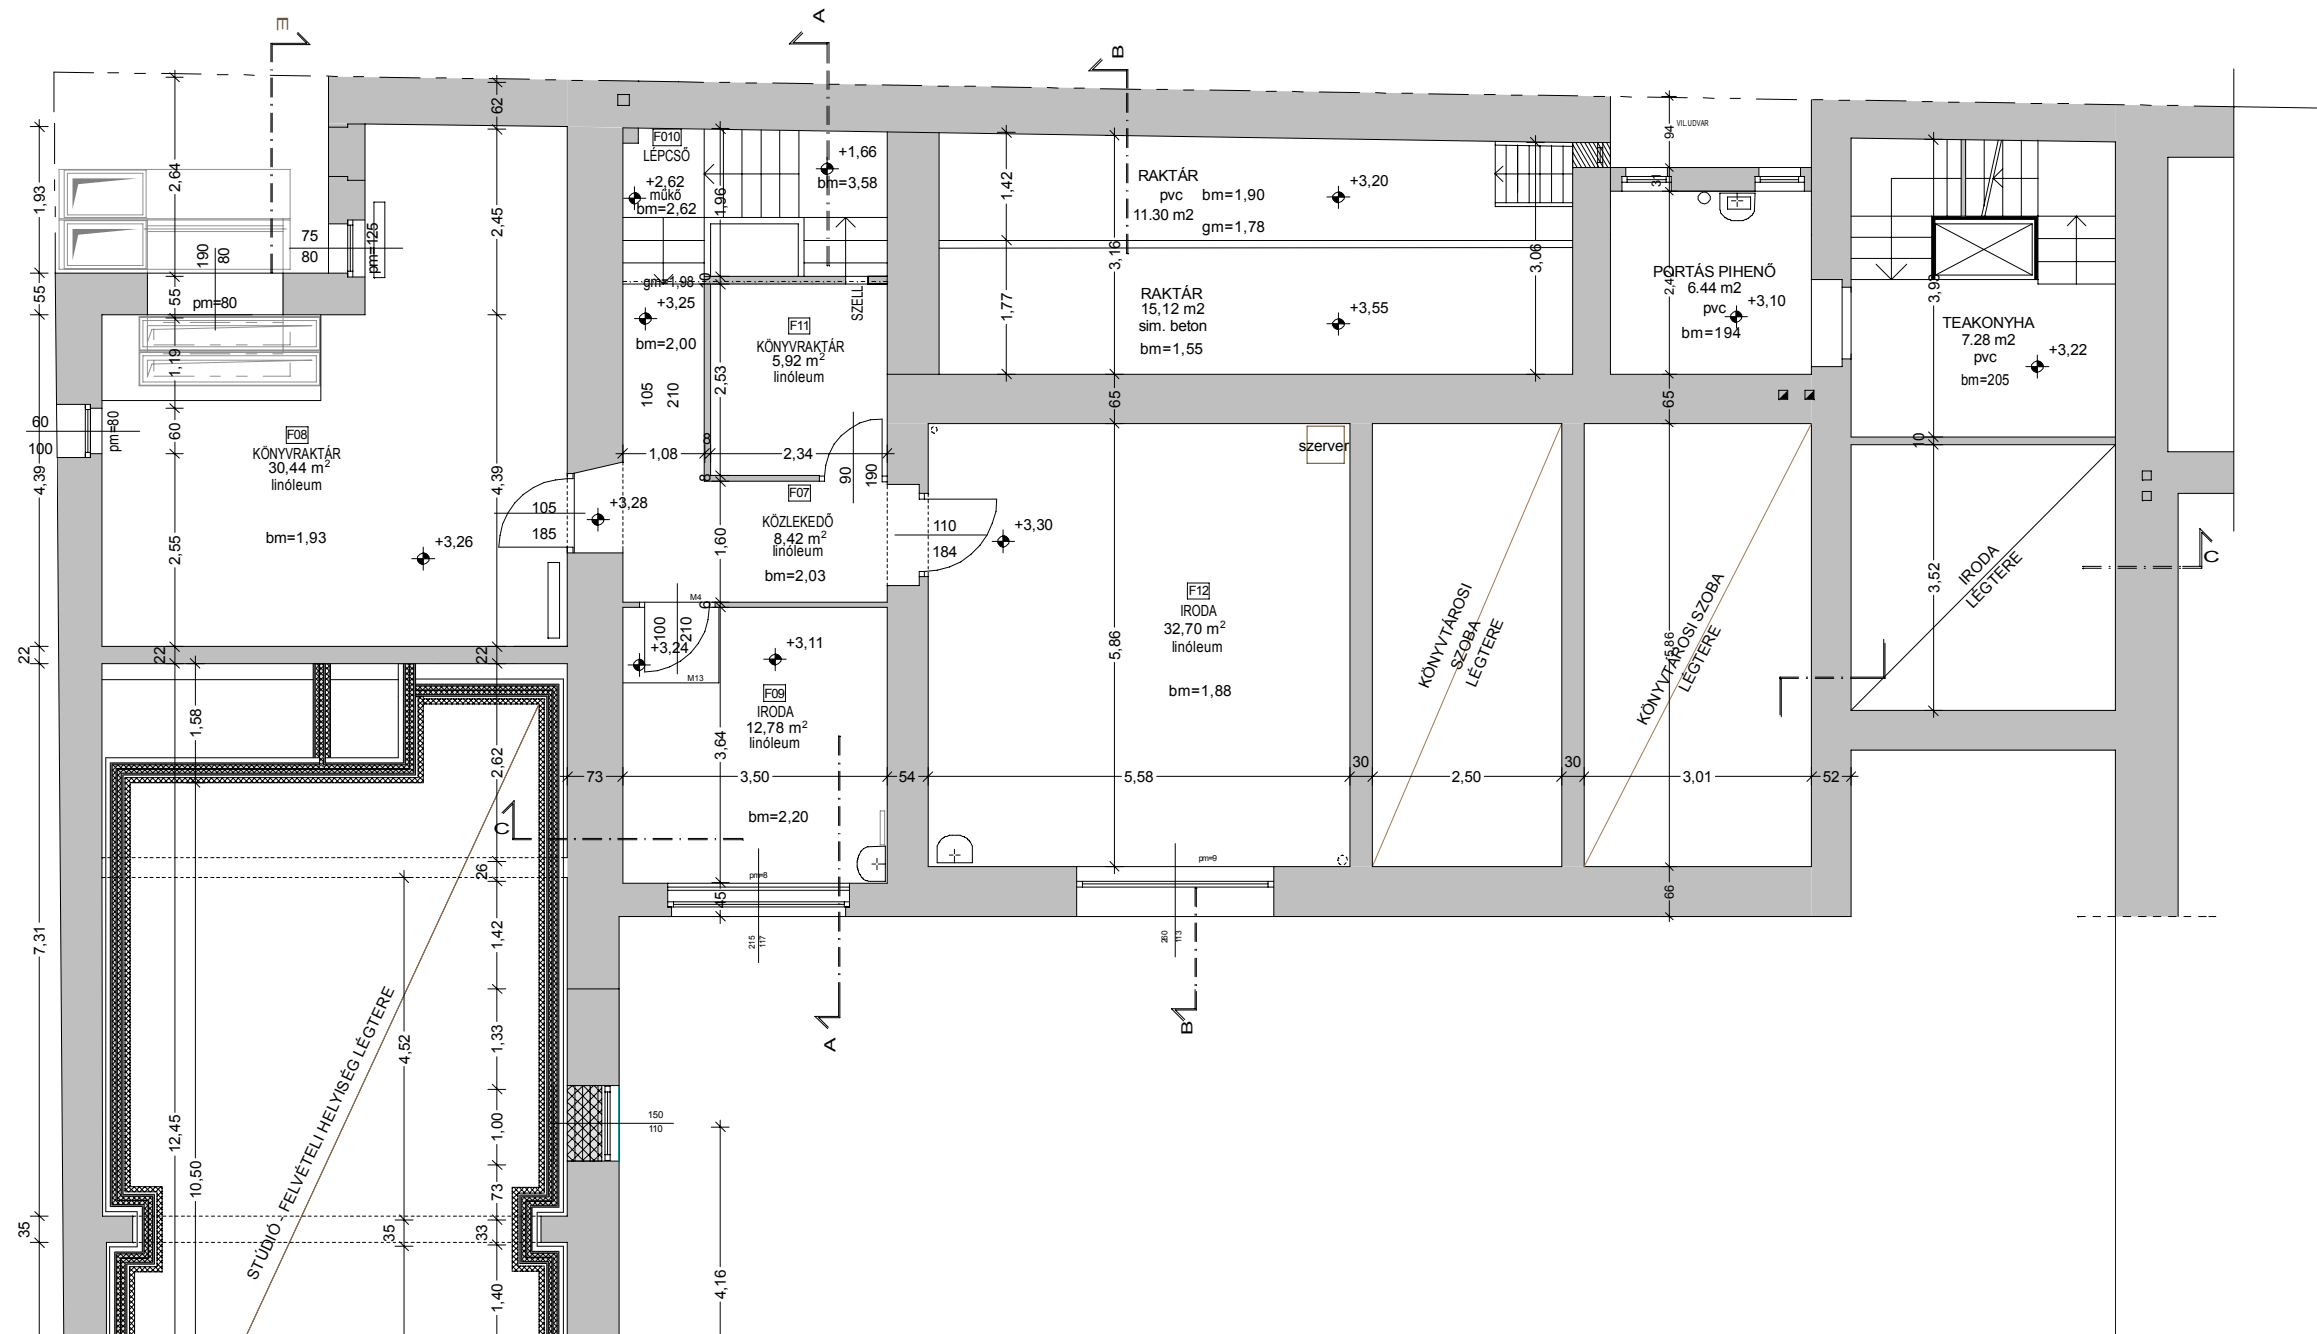 E
A
B
62
94
VIL.UDVAR
F010
LÉPCSŐ
+1,66
bm=3,58
+2,62
műkő
bm=2,62
1,96
2,64
1,93
2,45
1,42
RAKTÁR
pvc
bm=1,90
11.30 m2
gm=1,78
+3,20
31
75
80
pm=125
190
80
3,16
3,06
PORTÁS PIHENŐ
6.44 m2
pvc
+3,10
bm=194
3,93
55
55
pm=80
gm=1,98
+3,25
bm=2,00
SZELL
F11
KÖNYVRAKTÁR
5,92 m²
linóleum
1,77
RAKTÁR
15,12 m2
sim. beton
bm=1,55
+3,55
TEAKONYHA
7.28 m2
pvc
bm=205
+3,22
1,19
105
210
2,53
65
65
60
100
pm=80
60
F08
KÖNYVRAKTÁR
30,44 m²
linóleum
4,39
4,39
1,08
8
2,34
8
90
190
szerver
10
F07
KÖZLEKEDŐ
8,42 m²
linóleum
bm=2,03
1,60
105
185
+3,28
110
184
+3,30
bm=1,93
+3,26
2,55
C
IRODA
LÉGTERE
3,52
F12
IRODA
32,70 m²
linóleum
bm=1,88
5,86
KÖNYVTÁROSI
SZOBA
LÉGTERE
5,86
KÖNYVTÁROSI SZOBA
LÉGTERE
M4
6
100
210
+3,24
+3,11
M13
22
22
22
F09
IRODA
12,78 m²
linóleum
3,64
1,58
2,62
73
3,50
54
5,58
30
2,50
30
3,01
52
bm=2,20
C
26
pm=8
pm=9
45
66
215
117
260
113
7,31
1,42
A
B
1,33
4,52
STÚDIÓ - FELVÉTELI HELYISÉG LÉGTERE
12,45
10,50
1,00
150
110
73
35
35
33
4,16
1,40